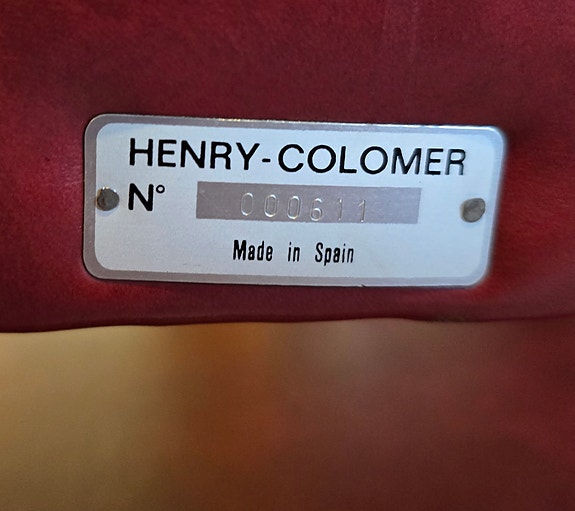 HENRY-COLOMER
N° 000611
Made in Spain